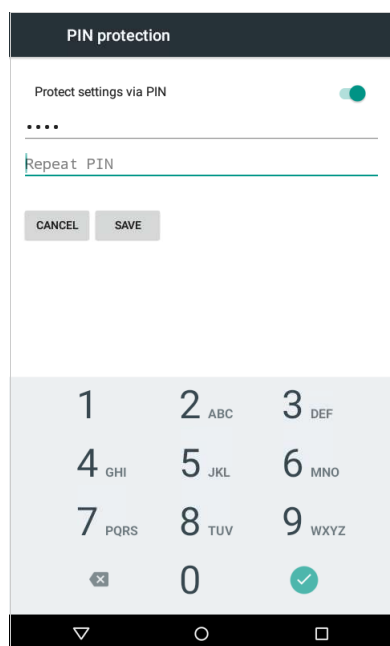 PIN protection
Protect settings via PIN
••••
Repeat PIN
CANCEL SAVE
1 2 ABC 3 DEF
4 GHI 5 JKL 6 MNO
7 PQRS 8 TUV 9 WXYZ
0